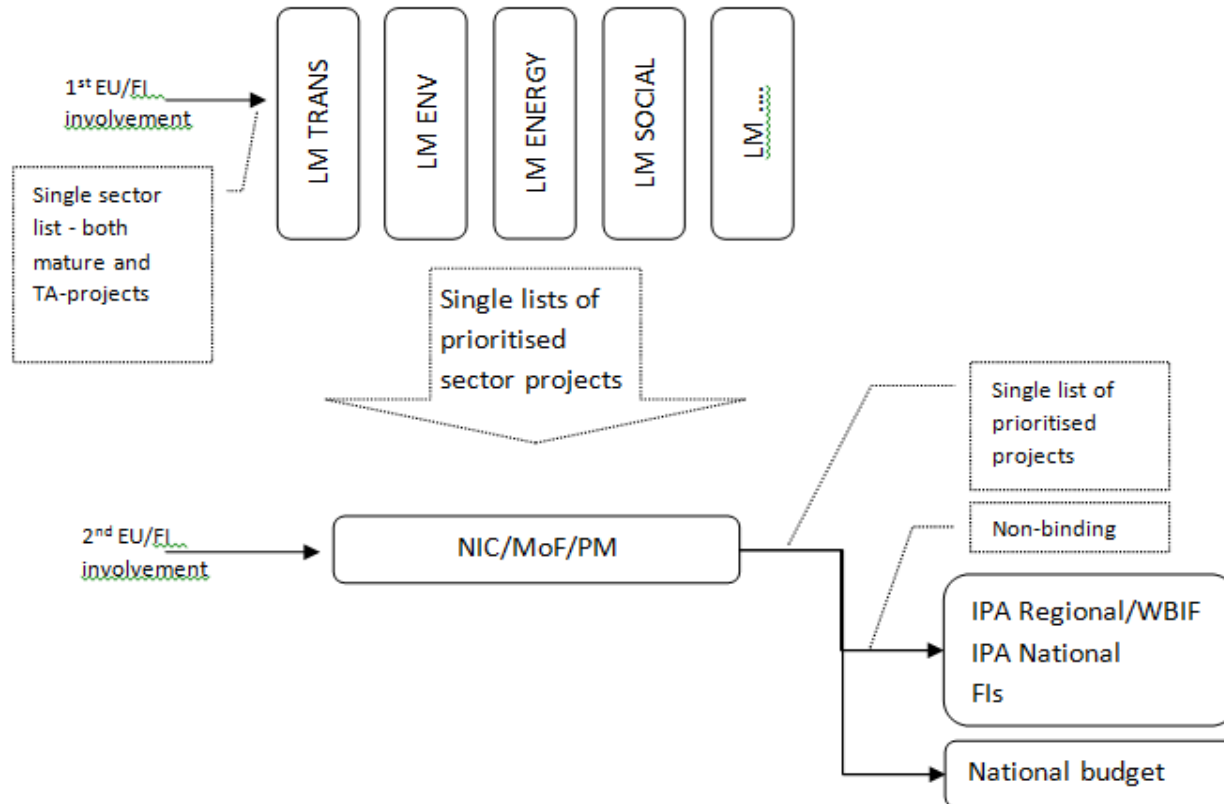 1st EU/FI
involvement
LM TRANS
LM ENV
LM ENERGY
LM SOCIAL
LM ....
Single sector
list - both
mature and
TA-projects
Single lists of
prioritised
sector projects
Single list of
prioritised
projects
Non-binding
2nd EU/FI
involvement
NIC/MoF/PM
IPA Regional/WBIF
IPA National
FIs
National budget